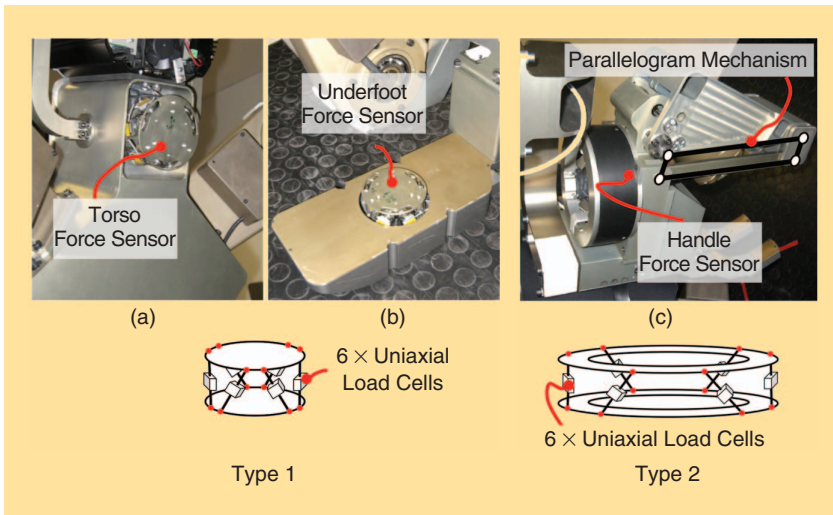 Torso
Force Sensor
Underfoot
Force Sensor
Parallelogram Mechanism
Handle
Force Sensor
(a)
(b)
(c)
6 × Uniaxial
Load Cells
Type 1
6 × Uniaxial Load Cells
Type 2